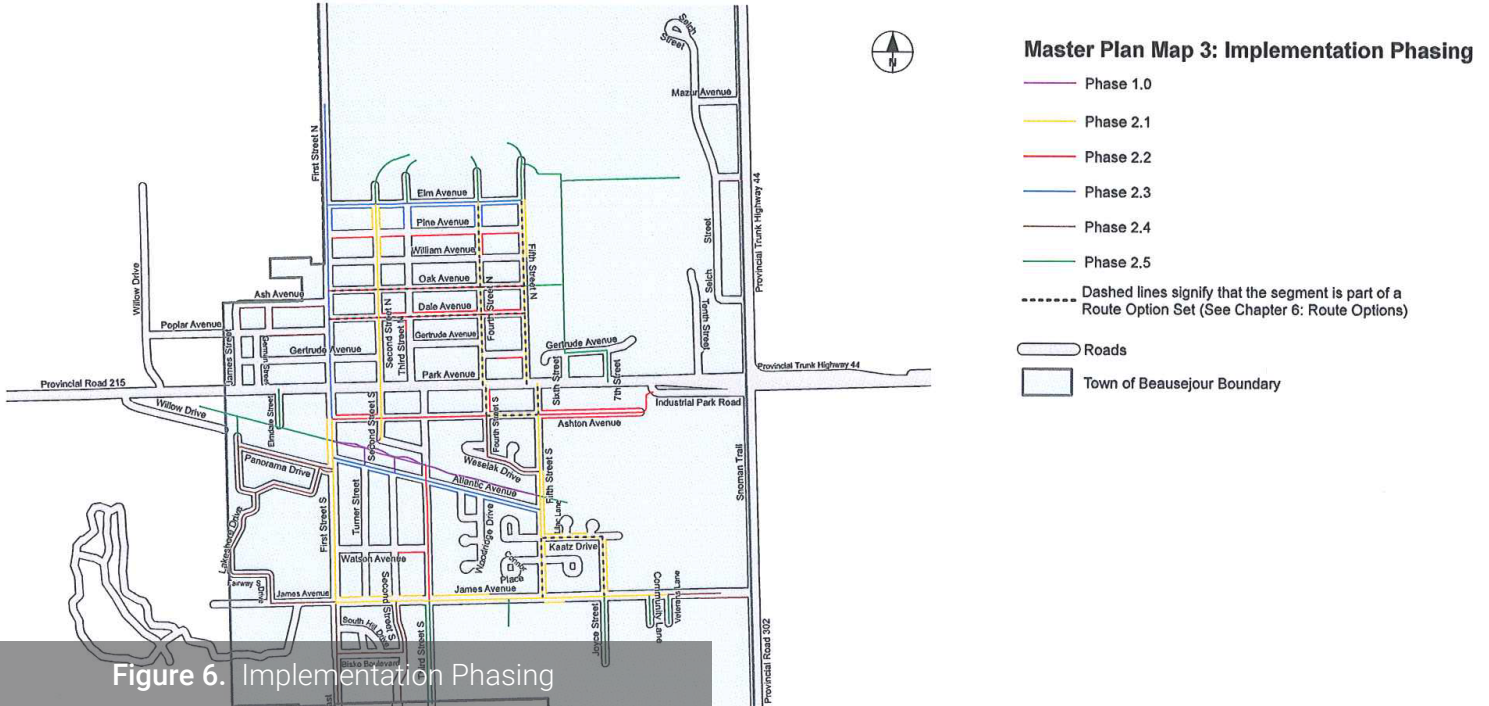 Selch
Street
N
Master Plan Map 3: Implementation Phasing
Phase 1.0
Phase 2.1
Phase 2.2
Phase 2.3
Phase 2.4
Phase 2.5
Dashed lines signify that the segment is part of a
Route Option Set (See Chapter 6: Route Options)
Roads
Town of Beausejour Boundary
Mazur Avenue
First Street N
Provincial Trunk Highway 44
Elm Avenue
Pine Avenue
William Avenue
Oak Avenue
Dale Avenue
Gertrude Avenue
Park Avenue
Fifth Street N
Fourth Street N
Second Street N
Third Street N
Selch Street
Tenth Street
Willow Drive
Ash Avenue
Poplar Avenue
James Street
Gertrude Avenue
Gertrude Avenue
Sixth Street
7th Street
Provincial Trunk Highway 44
Provincial Road 215
Industrial Park Road
Willow Drive
Elmdale Street
Second Street S
Fourth Street S
Ashton Avenue
Panorama Drive
Weselak Drive
Atlantic Avenue
Fifth Street S
Snoman Trail
Lilac Lane
First Street S
Turner Street
Woodridge Drive
Lakeshore Drive
Watson Avenue
Kaatz Drive
Place
Fairway S
Drive
James Avenue
James Avenue
Second Street S
South Hill Drive
Community Lane
Veterans Lane
Joyce Street
Bisko Boulevard
Provincial Road 302
Figure 6. Implementation Phasing